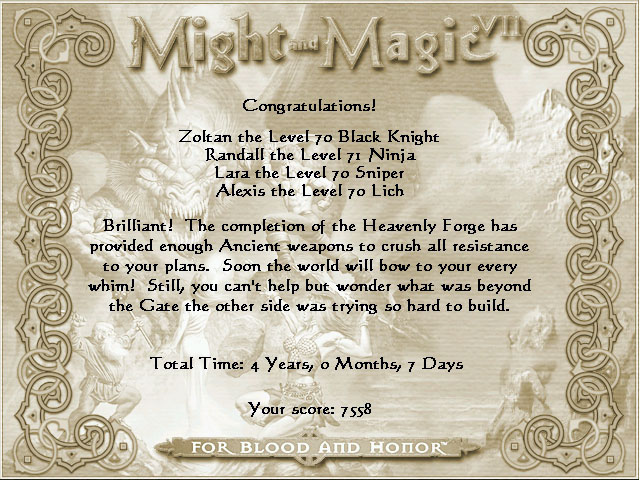 Might and Magic VII
Congratulations!
Zoltan the Level 70 Black Knight
Randall the Level 71 Ninja
Lara the Level 70 Sniper
Alexis the Level 70 Lich
Brilliant! The completion of the Heavenly Forge has
provided enough Ancient weapons to crush all resistance
to your plans. Soon the world will bow to your every
whim! Still, you can't help but wonder what was beyond
the Gate the other side was trying so hard to build.
Total Time: 4 Years, 0 Months, 7 Days
Your score: 7558
FOR BLOOD AND HONOR™